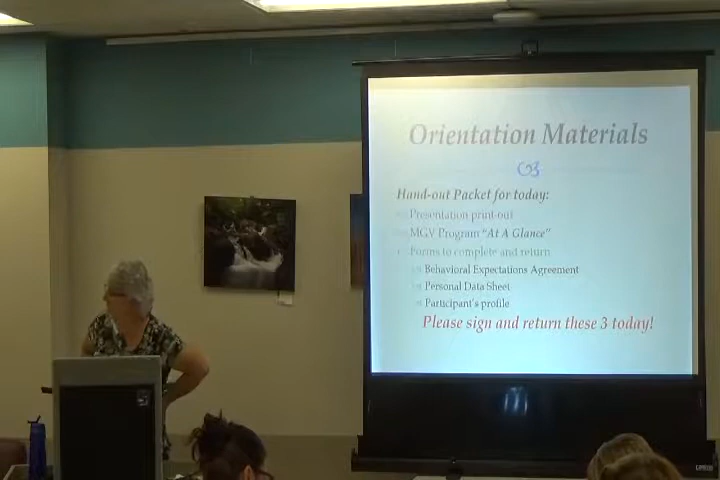 Orientation Materials
Hand-out Packet for today:
Presentation print-out
MGV Program “At A Glance”
Forms to complete and return
Behavioral Expectations Agreement
Personal Data Sheet
Participant's profile
Please sign and return these 3 today!